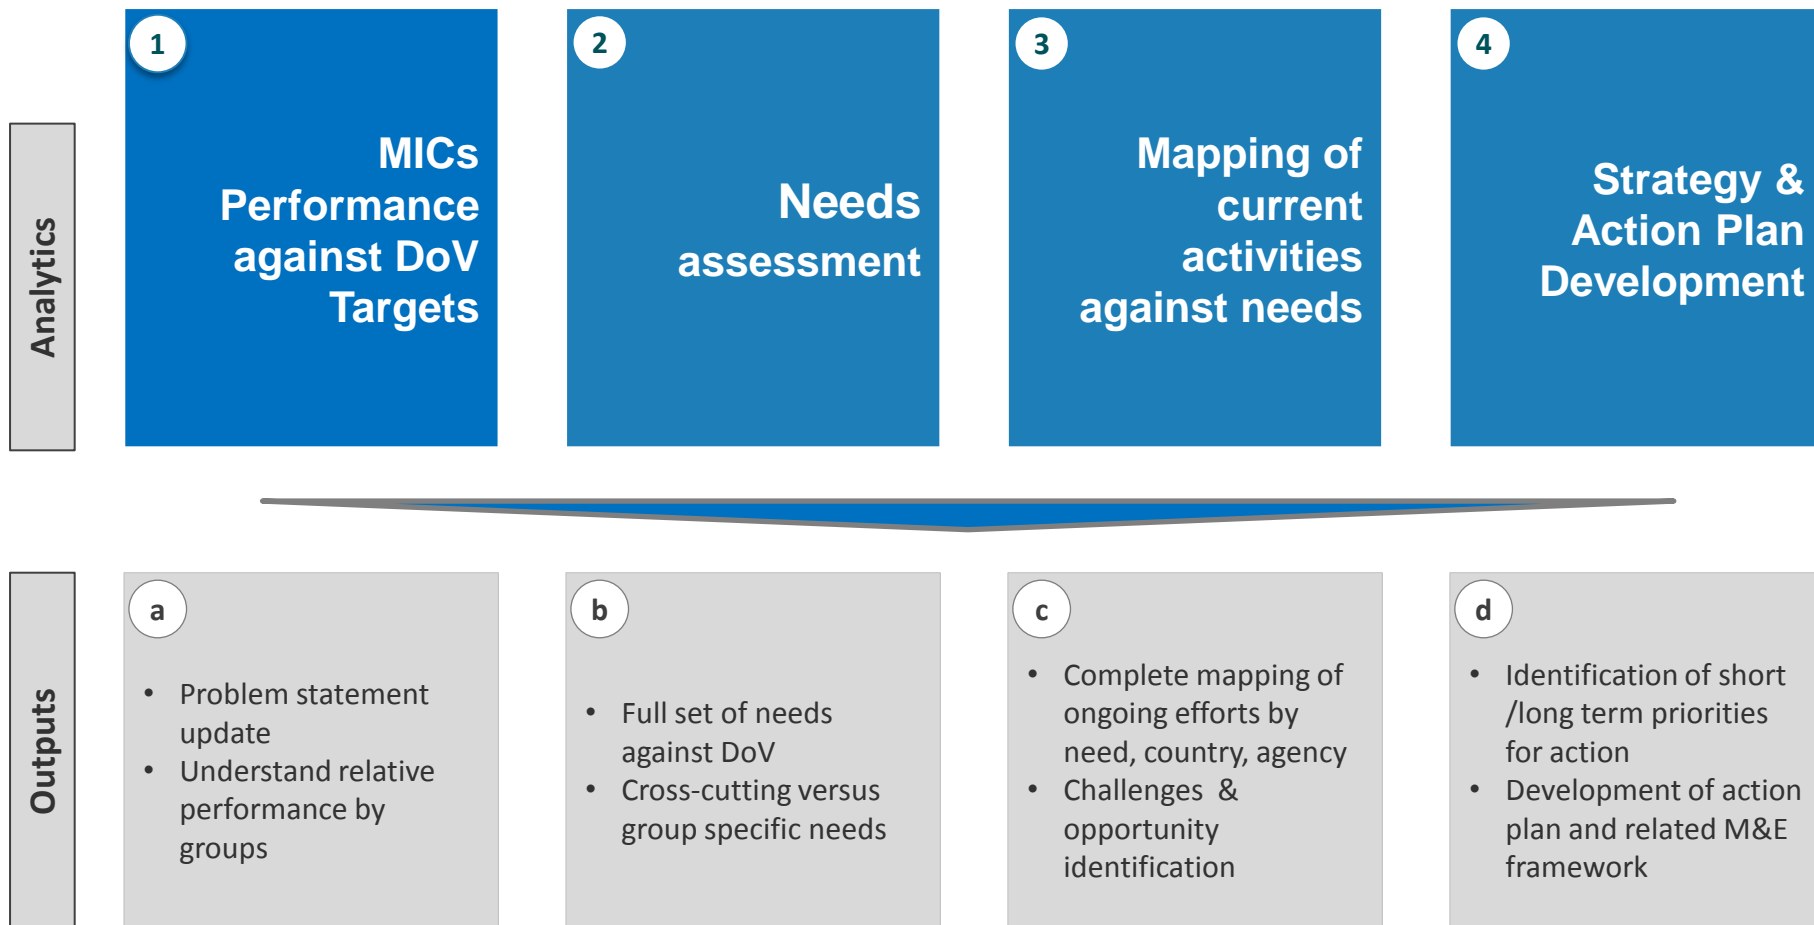 Analytics
1
MICs
Performance
against DoV
Targets
2
Needs
assessment
3
Mapping of
current
activities
against needs
4
Strategy &
Action Plan
Development
Outputs
a
• Problem statement
update
• Understand relative
performance by
groups
b
• Full set of needs
against DoV
• Cross-cutting versus
group specific needs
c
• Complete mapping of
ongoing efforts by
need, country, agency
• Challenges &
opportunity
identification
d
• Identification of short
/long term priorities
for action
• Development of action
plan and related M&E
framework